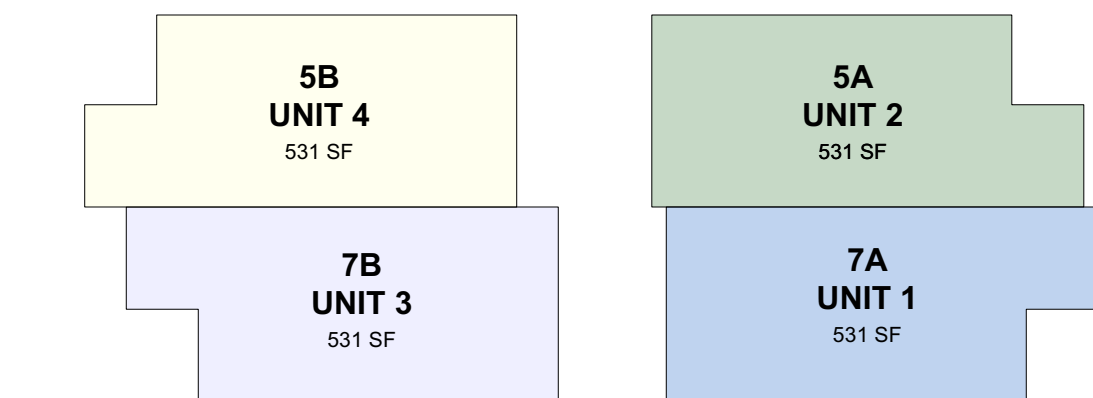 5B
UNIT 4
531 SF
5A
UNIT 2
531 SF
7B
UNIT 3
531 SF
7A
UNIT 1
531 SF